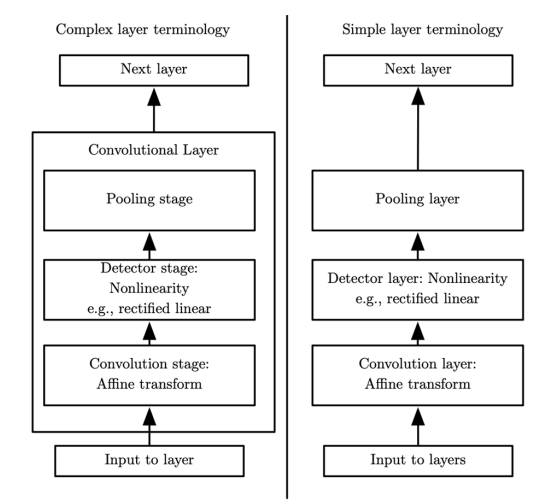 Complex layer terminology
Next layer
Convolutional Layer
Pooling stage
Detector stage:
Nonlinearity
e.g., rectified linear
Convolution stage:
Affine transform
Input to layer
Simple layer terminology
Next layer
Pooling layer
Detector layer: Nonlinearity
e.g., rectified linear
Convolution layer:
Affine transform
Input to layers